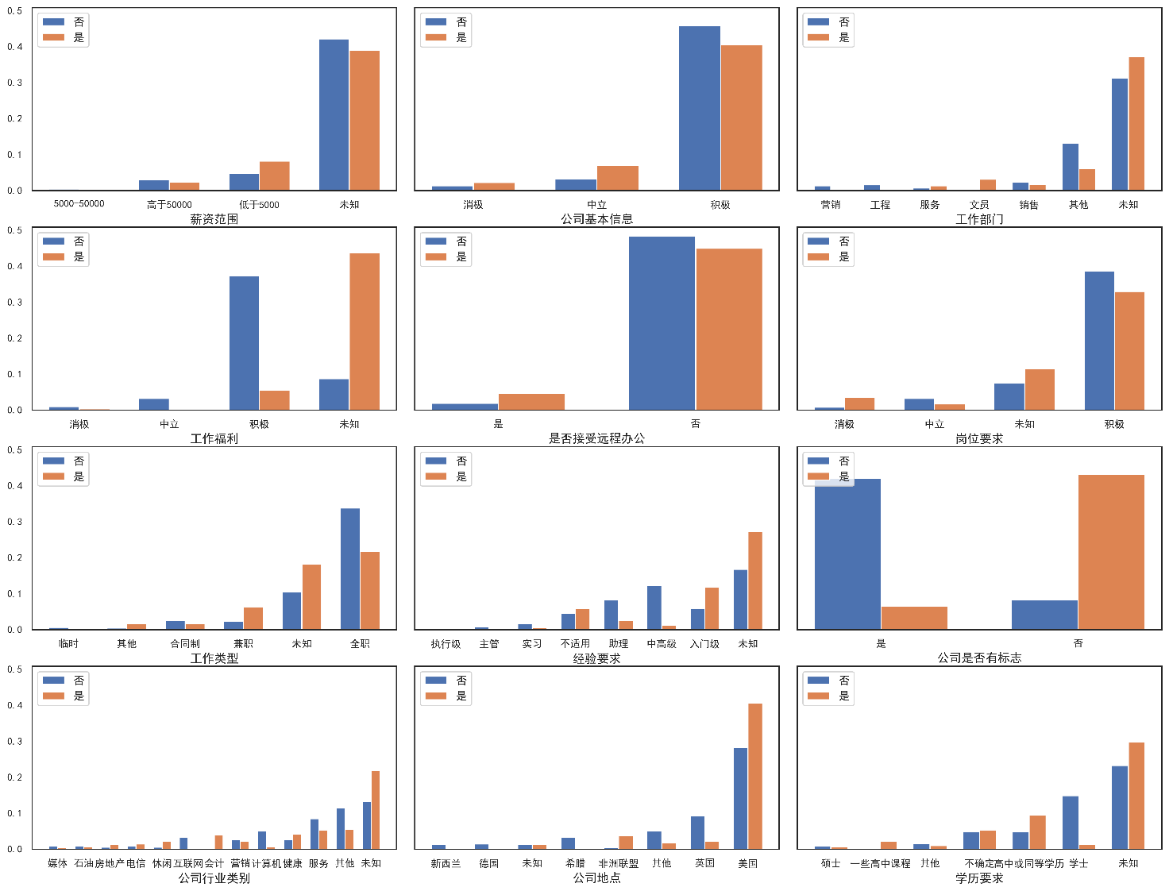 0.5
0.4
0.3
0.2
0.1
0.0
否
是
5000-50000 高于50000 低于5000 未知
薪资范围
否
是
消极 中立 积极
公司基本信息
否
是
营销 工程 服务 文员 销售 其他 未知
工作部门
0.5
0.4
0.3
0.2
0.1
0.0
否
是
消极 中立 积极 未知
工作福利
否
是
是 否
是否接受远程办公
否
是
消极 中立 未知 积极
岗位要求
0.5
0.4
0.3
0.2
0.1
0.0
否
是
临时 其他 合同制 兼职 未知 全职
工作类型
否
是
执行级 主管 实习 不适用 助理 中高级 入门级 未知
经验要求
否
是
是 否
公司是否有标志
0.5
0.4
0.3
0.2
0.1
0.0
否
是
媒体 石油 房地产 电信 休闲 互联网 会计 营销 计算机 健康 服务 其他 未知
公司行业类别
否
是
新西兰 德国 未知 希腊 非洲联盟 其他 英国 美国
公司地点
否
是
硕士 一些高中课程 其他 不确定 高中或同等学历 学士 未知
学历要求